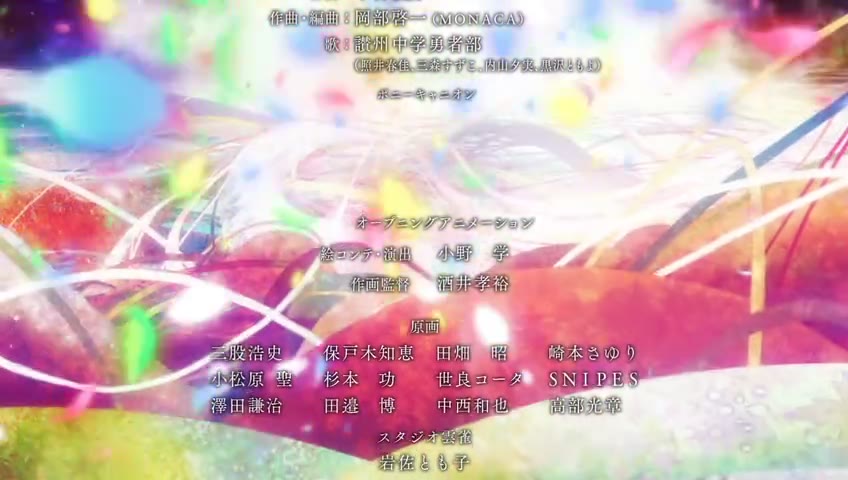 作曲・編曲：岡部啓一（MONACA）
歌：讃州中学勇者部
（照井春佳、三森すずこ、内山夕実、黒沢ともよ）
ポニーキャニオン
オープニングアニメーション
絵コンテ・演出　小野　学
作画監督　酒井孝裕
原画
三股浩史　保戸木知恵　田畑　昭　崎本さゆり
小松原 聖　杉本　功　世良コータ　SNIPES
澤田謙治　田邉　博　中西和也　高部光章
スタジオ雲雀
岩佐とも子